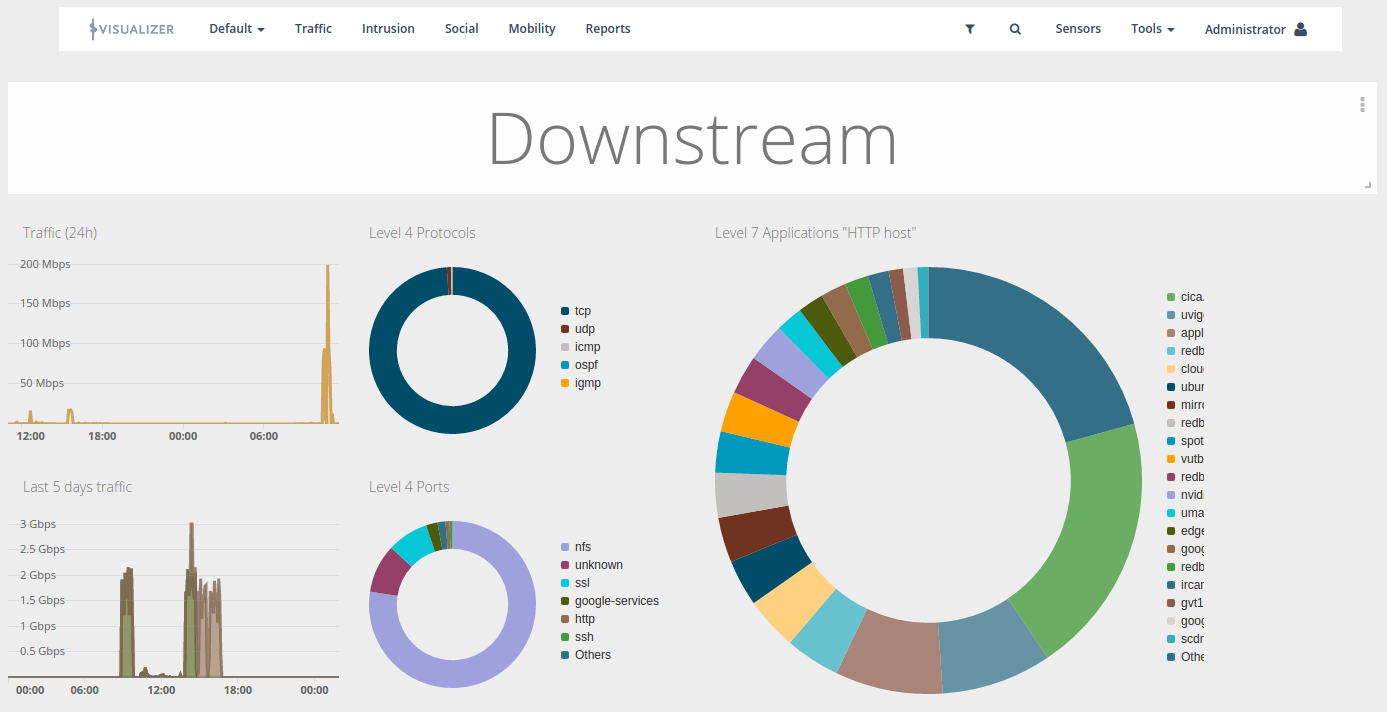 VISUALIZER Default Traffic Intrusion Social Mobility Reports Sensors Tools Administrator
Downstream
Traffic (24h)
200 Mbps
150 Mbps
100 Mbps
50 Mbps
12:00 18:00 00:00 06:00
Level 4 Protocols
tcp
udp
icmp
ospf
igmp
Level 7 Applications "HTTP host"
cica.
uvig
appl
redb
clou
ubun
mirro
redb
spot
vutb
redb
nvidi
uma
edge
goog
redb
ircam
gvt1
goog
scdn
Othe
Last 5 days traffic
3 Gbps
2.5 Gbps
2 Gbps
1.5 Gbps
1 Gbps
0.5 Gbps
00:00 06:00 12:00 18:00 00:00
Level 4 Ports
nfs
unknown
ssl
google-services
http
ssh
Others